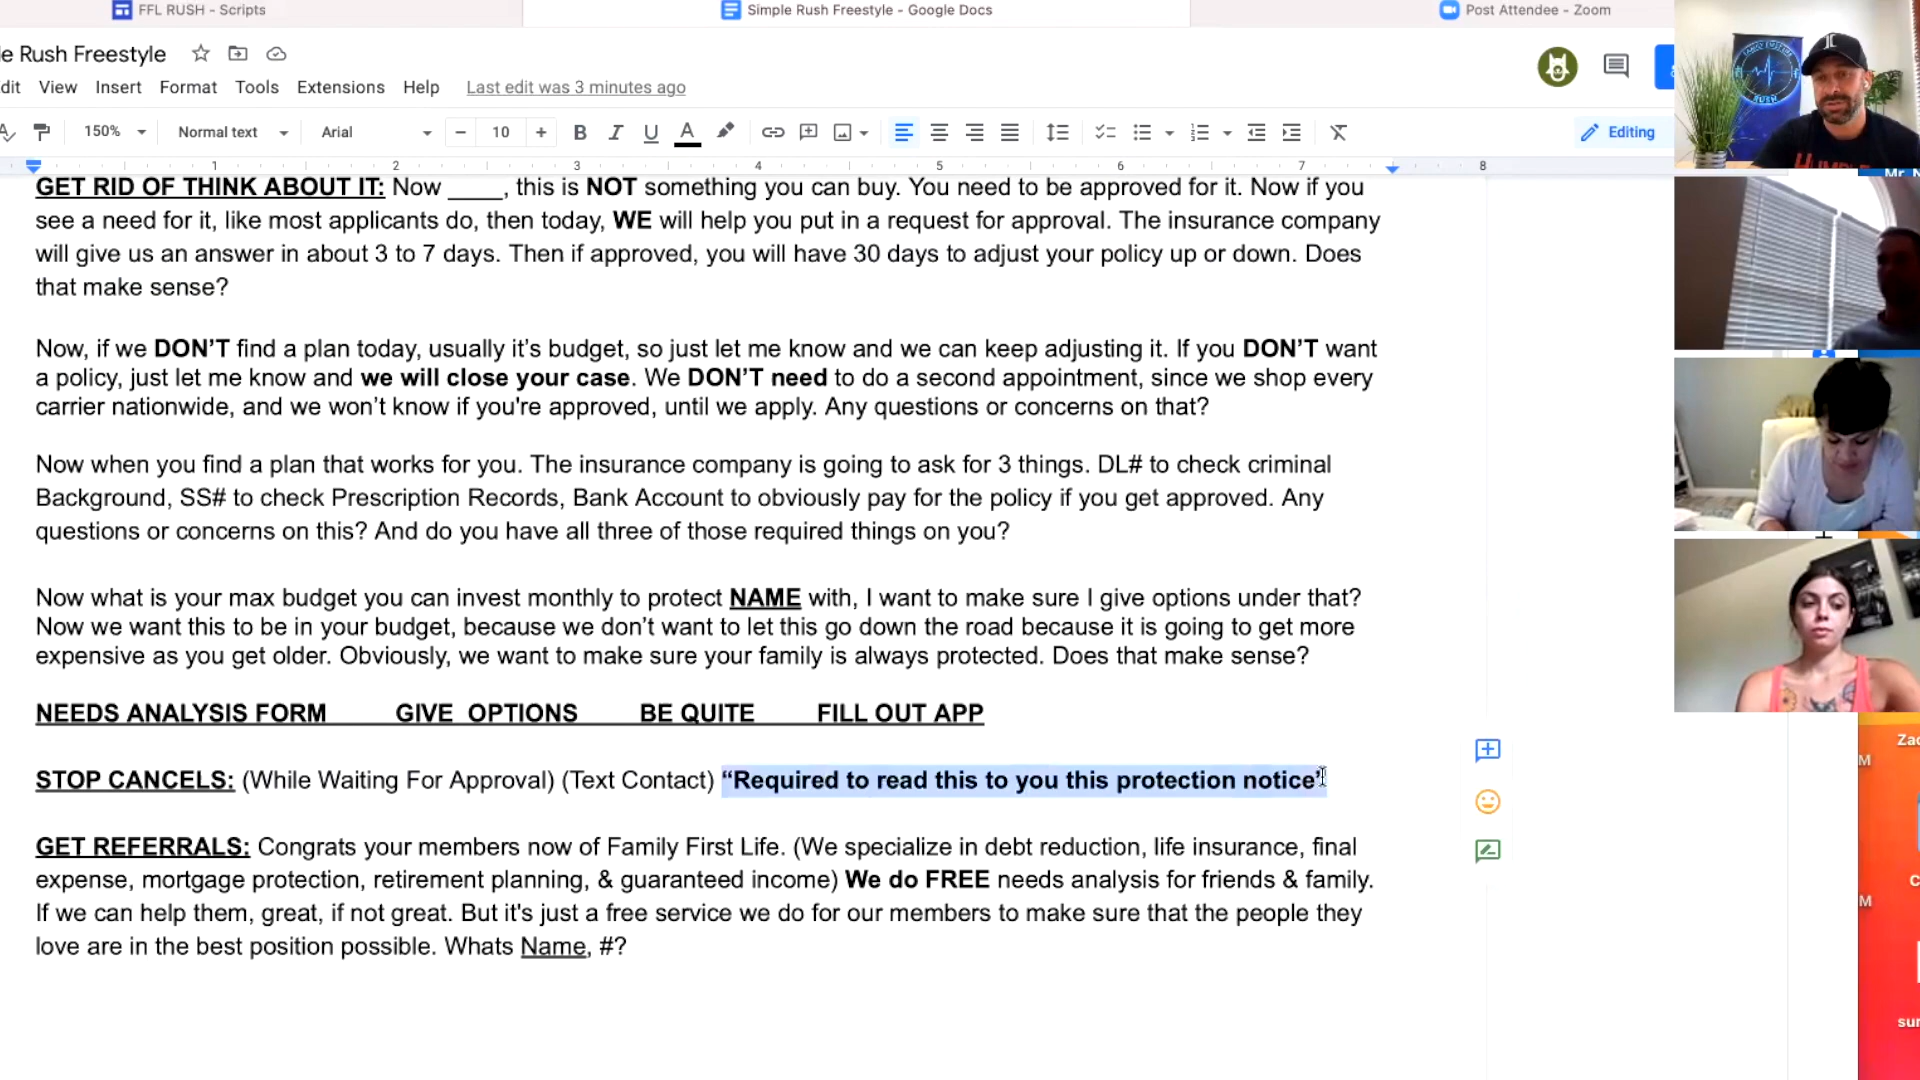 FFL RUSH - Scripts
Simple Rush Freestyle - Google Docs
Post Attendee - Zoom
e Rush Freestyle
dit View Insert Format Tools Extensions Help Last edit was 3 minutes ago
150% Normal text Arial 10 B I U A Editing
1 2 3 4 5 6 7 8
GET RID OF THINK ABOUT IT: Now ____, this is NOT something you can buy. You need to be approved for it. Now if you
see a need for it, like most applicants do, then today, WE will help you put in a request for approval. The insurance company
will give us an answer in about 3 to 7 days. Then if approved, you will have 30 days to adjust your policy up or down. Does
that make sense?
Now, if we DON’T find a plan today, usually it’s budget, so just let me know and we can keep adjusting it. If you DON’T want
a policy, just let me know and we will close your case. We DON’T need to do a second appointment, since we shop every
carrier nationwide, and we won’t know if you're approved, until we apply. Any questions or concerns on that?
Now when you find a plan that works for you. The insurance company is going to ask for 3 things. DL# to check criminal
Background, SS# to check Prescription Records, Bank Account to obviously pay for the policy if you get approved. Any
questions or concerns on this? And do you have all three of those required things on you?
Now what is your max budget you can invest monthly to protect NAME with, I want to make sure I give options under that?
Now we want this to be in your budget, because we don’t want to let this go down the road because it is going to get more
expensive as you get older. Obviously, we want to make sure your family is always protected. Does that make sense?
NEEDS ANALYSIS FORM GIVE OPTIONS BE QUITE FILL OUT APP
STOP CANCELS: (While Waiting For Approval) (Text Contact) “Required to read this to you this protection notice”
GET REFERRALS: Congrats your members now of Family First Life. (We specialize in debt reduction, life insurance, final
expense, mortgage protection, retirement planning, & guaranteed income) We do FREE needs analysis for friends & family.
If we can help them, great, if not great. But it's just a free service we do for our members to make sure that the people they
love are in the best position possible. Whats Name, #?
RUSH
Mr. N
Zac
M
C
M
sur